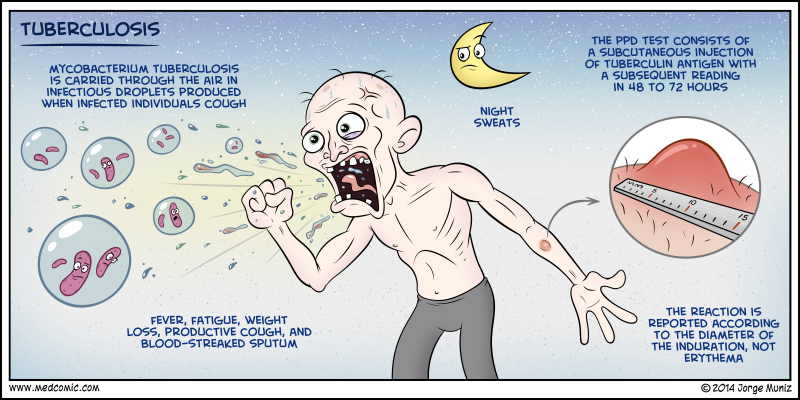 TUBERCULOSIS
MYCOBACTERIUM TUBERCULOSIS
IS CARRIED THROUGH THE AIR IN
INFECTIOUS DROPLETS PRODUCED
WHEN INFECTED INDIVIDUALS COUGH
NIGHT
SWEATS
THE PPD TEST CONSISTS OF
A SUBCUTANEOUS INJECTION
OF TUBERCULIN ANTIGEN WITH
A SUBSEQUENT READING
IN 48 TO 72 HOURS
mm 5 10 15
FEVER, FATIGUE, WEIGHT
LOSS, PRODUCTIVE COUGH, AND
BLOOD-STREAKED SPUTUM
THE REACTION IS
REPORTED ACCORDING
TO THE DIAMETER OF
THE INDURATION, NOT
ERYTHEMA
www.medcomic.com
© 2014 Jorge Muniz